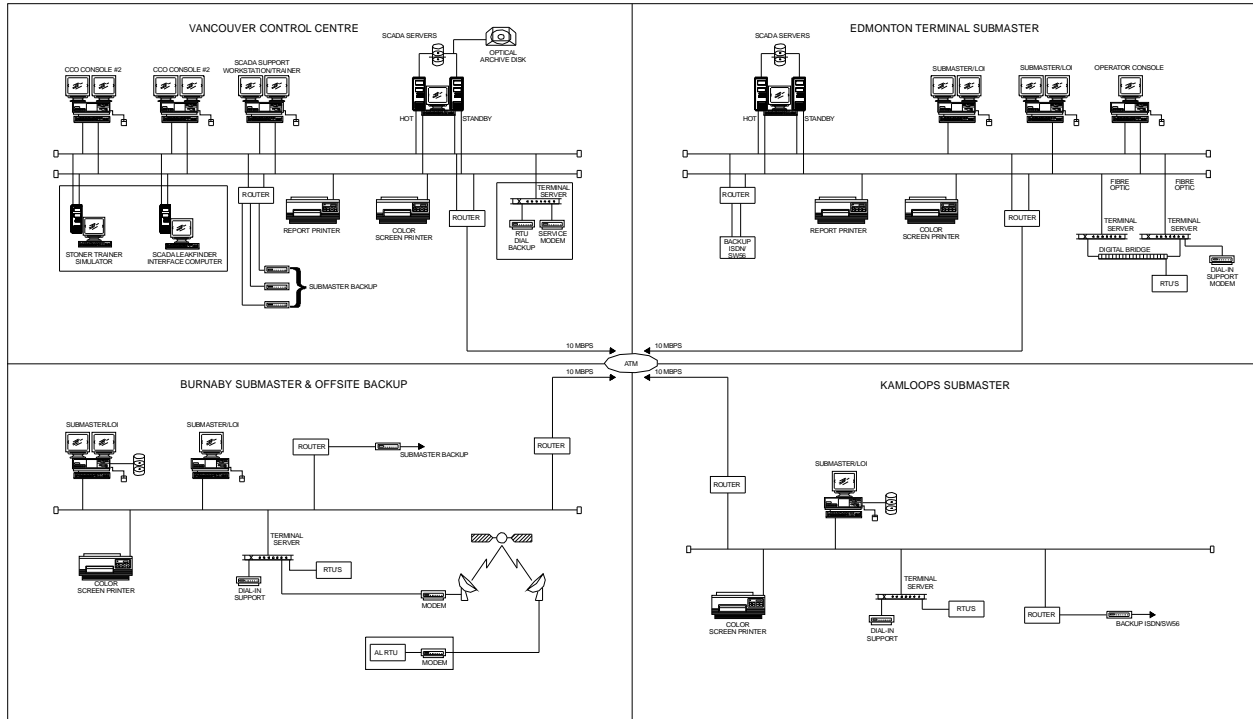 VANCOUVER CONTROL CENTRE
SCADA SERVERS
OPTICAL
ARCHIVE DISK
CCO CONSOLE #2
CCO CONSOLE #2
SCADA SUPPORT
WORKSTATION/TRAINER
HOT
STANDBY
ROUTER
REPORT PRINTER
COLOR
SCREEN PRINTER
ROUTER
TERMINAL
SERVER
RTU
DIAL
BACKUP
SERVICE
MODEM
STONER TRAINER
SIMULATOR
SCADA LEAKFINDER
INTERFACE COMPUTER
SUBMASTER BACKUP
10 MBPS
EDMONTON TERMINAL SUBMASTER
SCADA SERVERS
SUBMASTER/LOI
SUBMASTER/LOI
OPERATOR CONSOLE
HOT
STANDBY
ROUTER
BACKUP
ISDN/
SW56
REPORT PRINTER
COLOR
SCREEN PRINTER
ROUTER
FIBRE
OPTIC
FIBRE
OPTIC
TERMINAL
SERVER
TERMINAL
SERVER
DIGITAL BRIDGE
RTU'S
DIAL-IN
SUPPORT
MODEM
10 MBPS
ATM
BURNABY SUBMASTER & OFFSITE BACKUP
10 MBPS
SUBMASTER/LOI
SUBMASTER/LOI
ROUTER
SUBMASTER BACKUP
ROUTER
COLOR
SCREEN PRINTER
TERMINAL
SERVER
DIAL-IN
SUPPORT
RTU'S
MODEM
AL RTU
MODEM
10 MBPS
KAMLOOPS SUBMASTER
ROUTER
SUBMASTER/LOI
COLOR
SCREEN PRINTER
TERMINAL
SERVER
DIAL-IN
SUPPORT
RTU'S
ROUTER
BACKUP ISDN/SW56